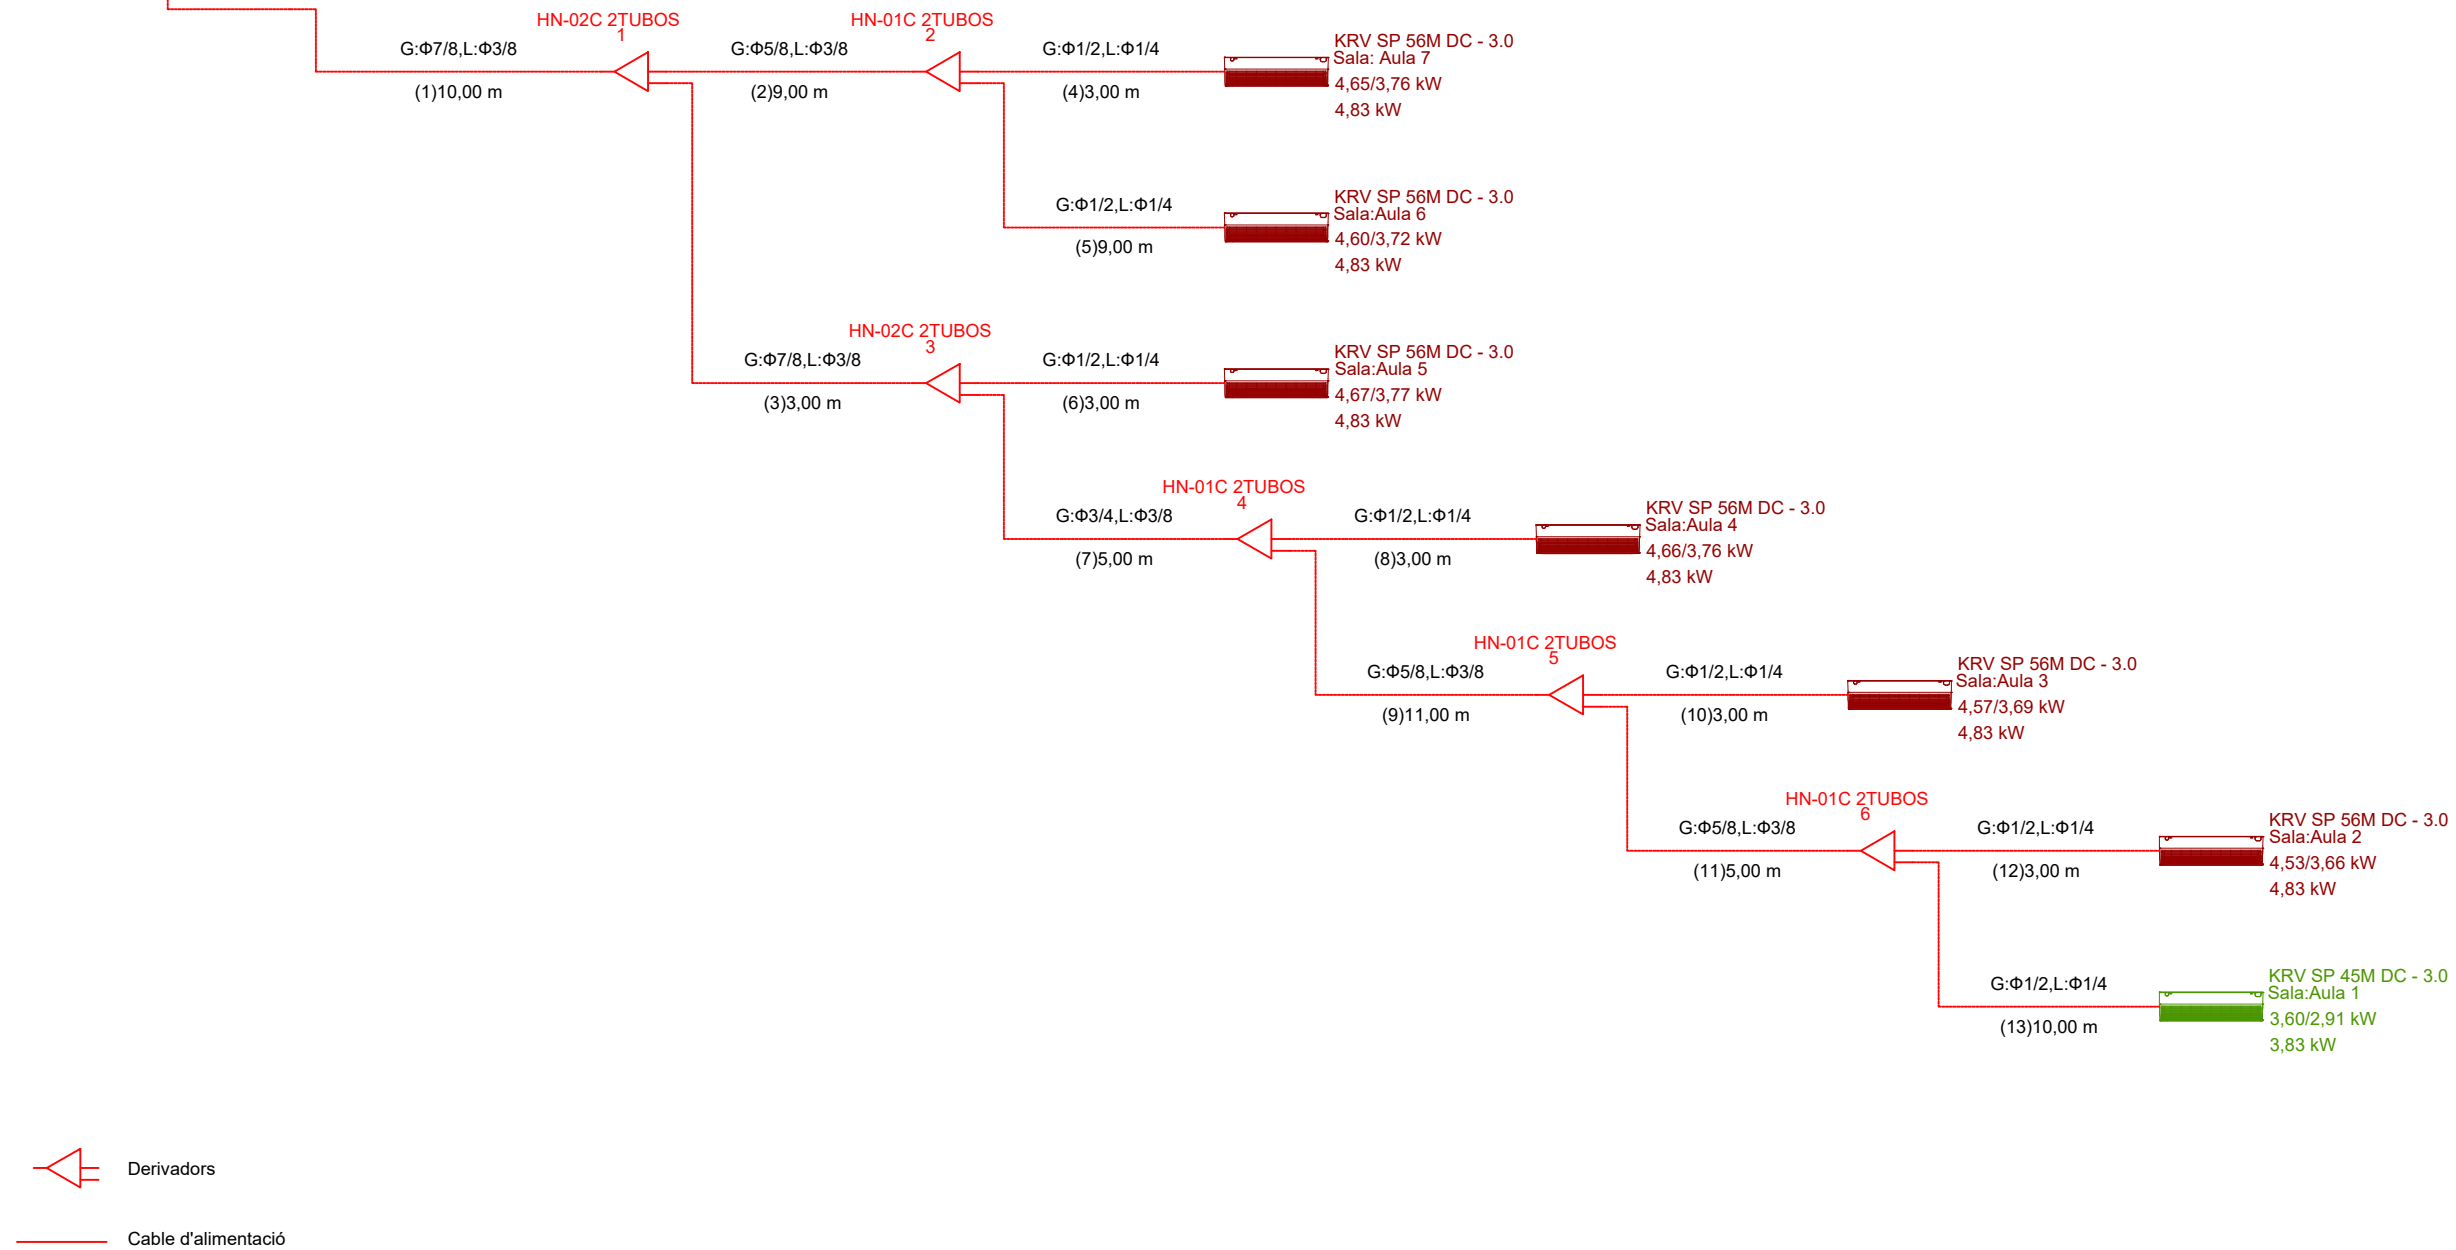 HN-02C 2TUBOS
1
HN-01C 2TUBOS
2
G:Φ7/8,L:Φ3/8
(1)10,00 m
G:Φ5/8,L:Φ3/8
(2)9,00 m
G:Φ1/2,L:Φ1/4
(4)3,00 m
KRV SP 56M DC - 3.0
Sala: Aula 7
4,65/3,76 kW
4,83 kW
G:Φ1/2,L:Φ1/4
(5)9,00 m
KRV SP 56M DC - 3.0
Sala:Aula 6
4,60/3,72 kW
4,83 kW
HN-02C 2TUBOS
3
G:Φ7/8,L:Φ3/8
(3)3,00 m
G:Φ1/2,L:Φ1/4
(6)3,00 m
KRV SP 56M DC - 3.0
Sala:Aula 5
4,67/3,77 kW
4,83 kW
HN-01C 2TUBOS
4
G:Φ3/4,L:Φ3/8
(7)5,00 m
G:Φ1/2,L:Φ1/4
(8)3,00 m
KRV SP 56M DC - 3.0
Sala:Aula 4
4,66/3,76 kW
4,83 kW
HN-01C 2TUBOS
5
G:Φ5/8,L:Φ3/8
(9)11,00 m
G:Φ1/2,L:Φ1/4
(10)3,00 m
KRV SP 56M DC - 3.0
Sala:Aula 3
4,57/3,69 kW
4,83 kW
HN-01C 2TUBOS
6
G:Φ5/8,L:Φ3/8
(11)5,00 m
G:Φ1/2,L:Φ1/4
(12)3,00 m
KRV SP 56M DC - 3.0
Sala:Aula 2
4,53/3,66 kW
4,83 kW
G:Φ1/2,L:Φ1/4
(13)10,00 m
KRV SP 45M DC - 3.0
Sala:Aula 1
3,60/2,91 kW
3,83 kW
Derivadors
Cable d'alimentació